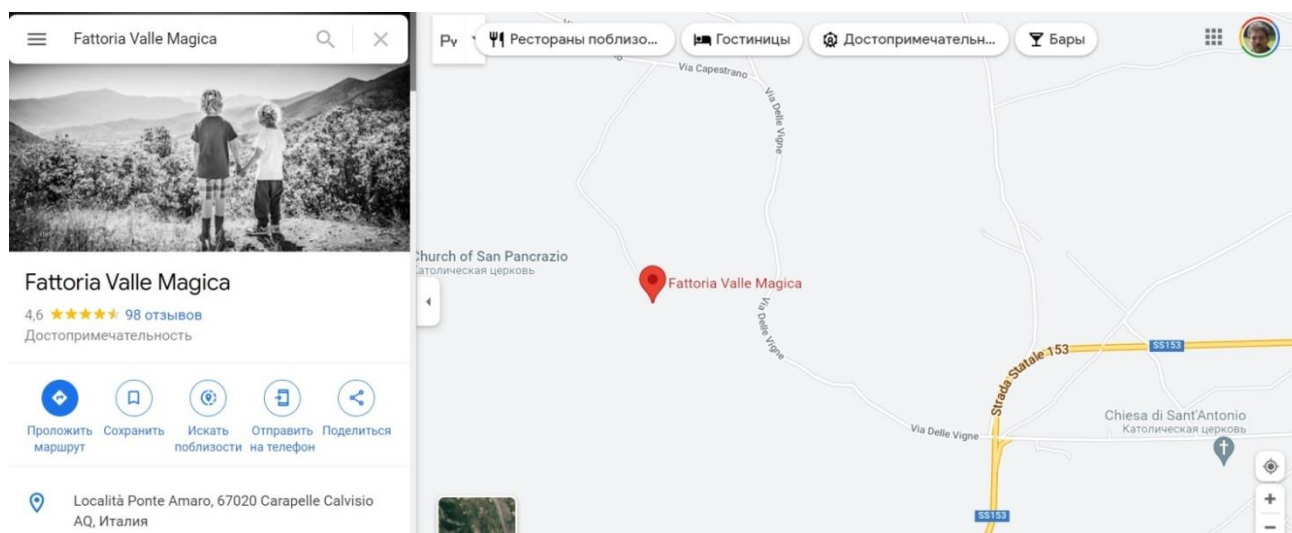 Fattoria Valle Magica
Fattoria Valle Magica
4,6 98 отзывов
Достопримечательность
Проложить маршрут
Сохранить
Искать поблизости
Отправить на телефон
Поделиться
Località Ponte Amaro, 67020 Carapelle Calvisio
AQ, Италия
Рестораны поблизо...
Гостиницы
Достопримечательн...
Бары
Via Capestrano
Via Delle Vigne
Church of San Pancrazio
Католическая церковь
Fattoria Valle Magica
Via Delle Vigne
Strada Statale 153
SS153
Chiesa di Sant'Antonio
Католическая церковь
Via Delle Vigne
SS153